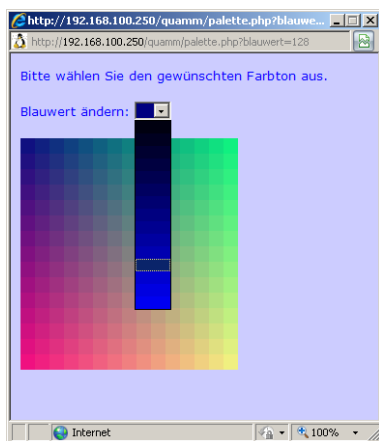 http://192.168.100.250/quamm/palette.php?blauwe...
http://192.168.100.250/quamm/palette.php?blauwert=128
Bitte wählen Sie den gewünschten Farbton aus.
Blauwert ändern:
Internet
100%